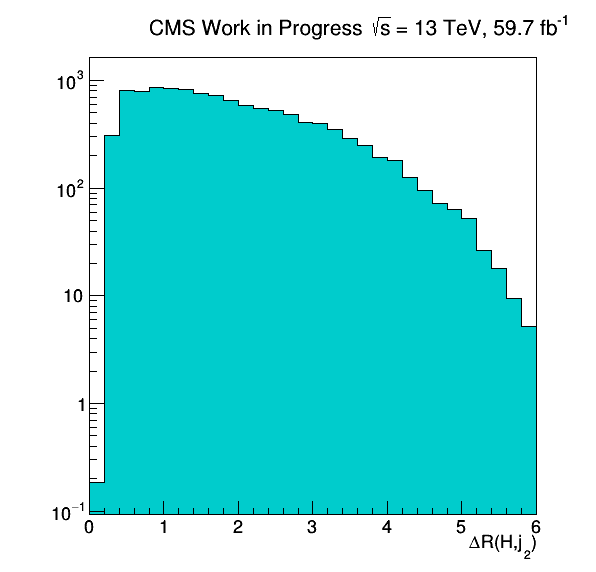 CMS Work in Progress √s = 13 TeV, 59.7 fb⁻¹
10³
10²
10
1
10⁻¹
0 1 2 3 4 5 6
ΔR(H,j₂)